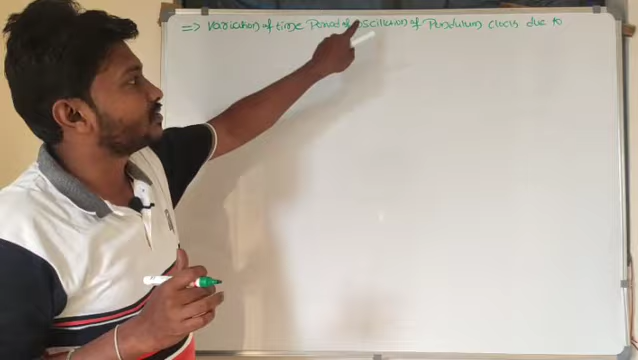 => Variation of time Period of oscillation of Pendulum clocks due to